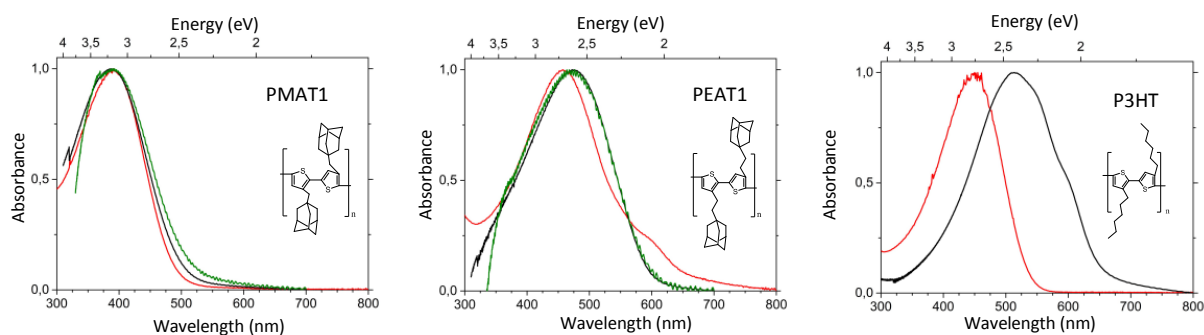 Energy (eV)
4 3,5 3 2,5 2
1,0
0,5
0,0
Absorbance
PMAT1
S
S
n
300 400 500 600 700 800
Wavelength (nm)
Energy (eV)
4 3,5 3 2,5 2
1,0
0,5
0,0
Absorbance
PEAT1
S
S
n
300 400 500 600 700 800
Wavelength (nm)
Energy (eV)
4 3,5 3 2,5 2
1,0
0,5
0,0
Absorbance
P3HT
S
S
n
300 400 500 600 700 800
Wavelength (nm)